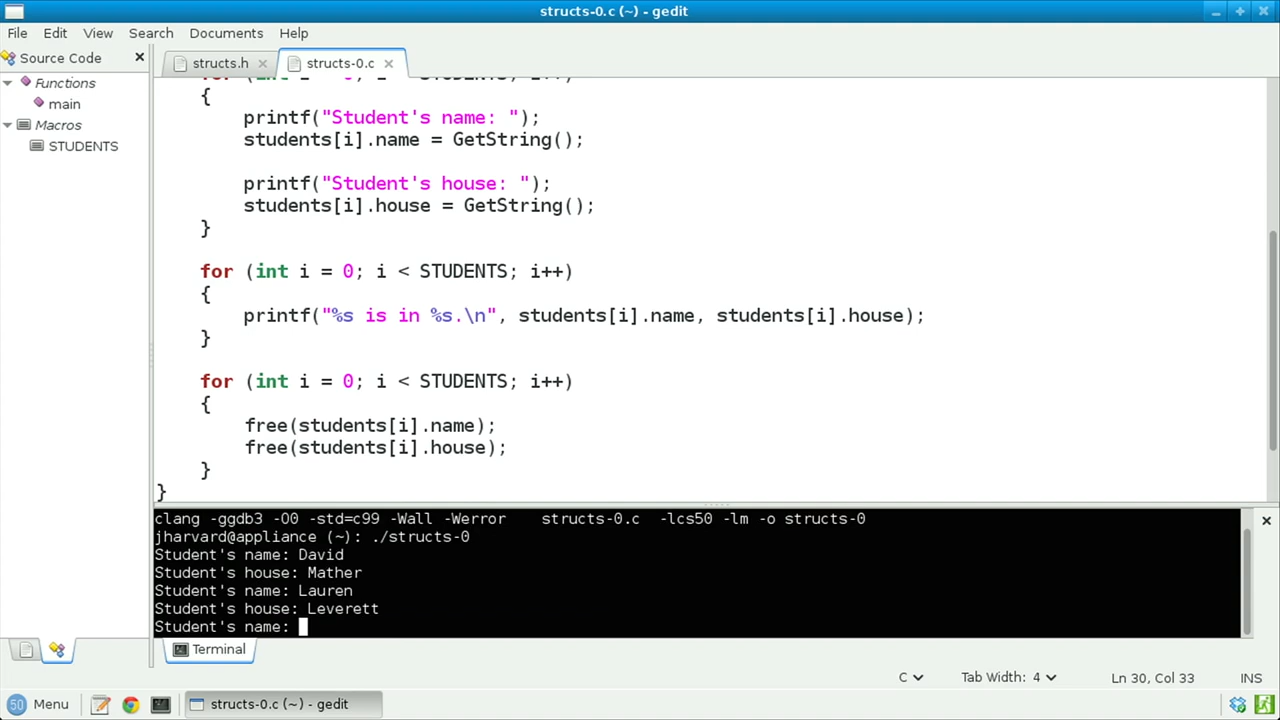 structs-0.c (~) - gedit
File Edit View Search Documents Help
Source Code
structs.h
structs-0.c
Functions
main
Macros
STUDENTS
for (int i = 0; i < STUDENTS; i++)
{
printf("Student's name: ");
students[i].name = GetString();
printf("Student's house: ");
students[i].house = GetString();
}
for (int i = 0; i < STUDENTS; i++)
{
printf("%s is in %s.\n", students[i].name, students[i].house);
}
for (int i = 0; i < STUDENTS; i++)
{
free(students[i].name);
free(students[i].house);
}
}
clang -ggdb3 -O0 -std=c99 -Wall -Werror    structs-0.c  -lcs50 -lm -o structs-0
jharvard@appliance (~): ./structs-0
Student's name: David
Student's house: Mather
Student's name: Lauren
Student's house: Leverett
Student's name:
Terminal
C
Tab Width: 4
Ln 30, Col 33
INS
50 Menu
structs-0.c (~) - gedit